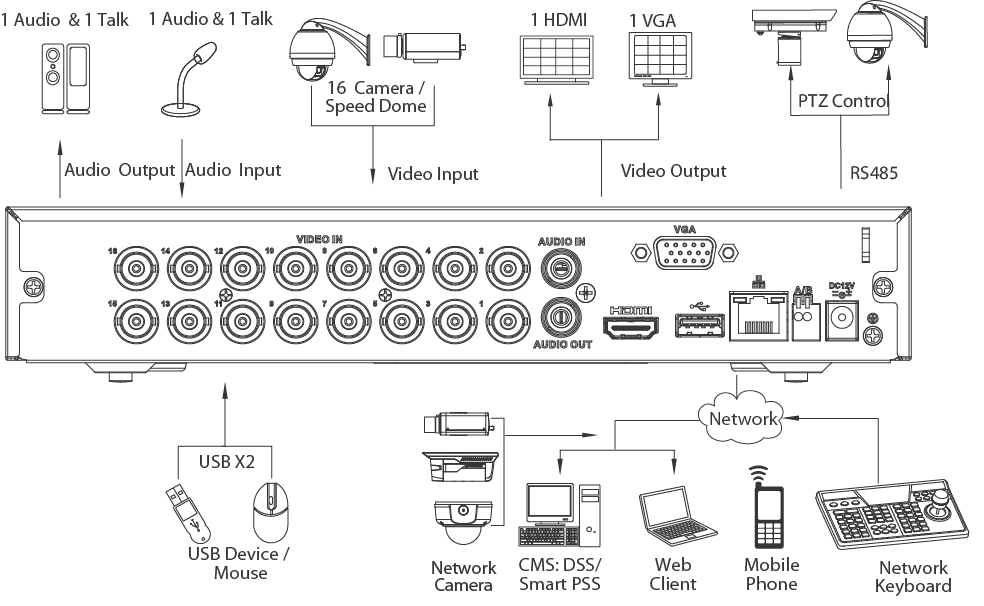 1 Audio & 1 Talk
1 Audio & 1 Talk
1 HDMI
1 VGA
16 Camera /
Speed Dome
PTZ Control
Audio Output
Audio Input
Video Input
Video Output
RS485
VIDEO IN
16 14 12 10 8 6 4 2
AUDIO IN
VGA
15 13 11 9 7 5 3 1
AUDIO OUT
HDMI
A/B
DC12V
Network
USB X2
USB Device /
Mouse
Network
Camera
CMS: DSS/
Smart PSS
Web
Client
Mobile
Phone
Network
Keyboard